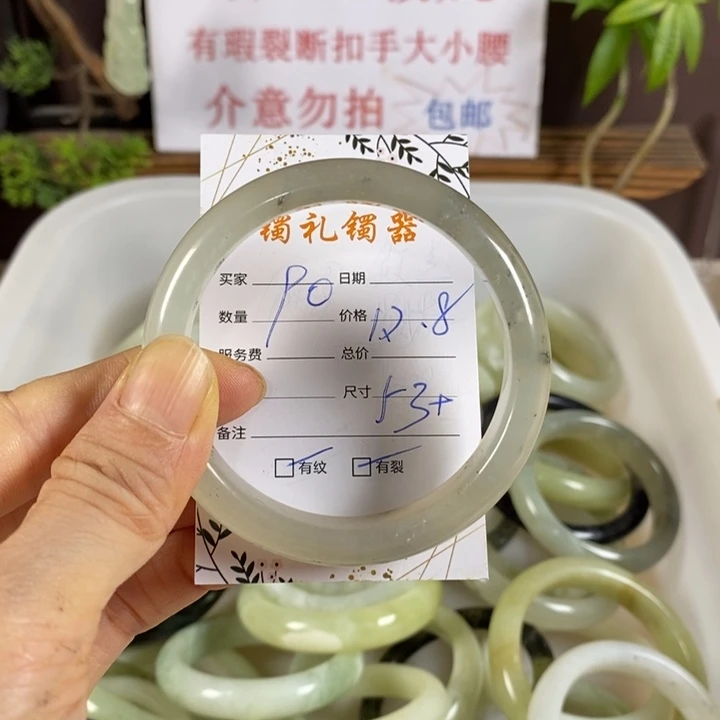 有瑕裂断扣手大小腰
介意勿拍 包邮
镯礼镯器
买家 90 日期
数量 价格 12.8
服务费 总价
尺寸 53+
备注
有纹 有裂